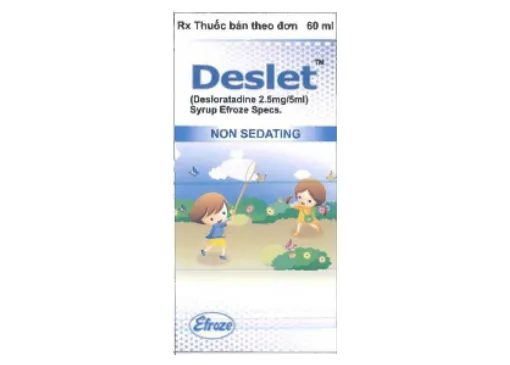 Rx Thuốc bán theo đơn 60 ml
Deslet™
(Desloratadine 2.5mg/5ml)
Syrup Efroze Specs.
NON SEDATING
Efroze